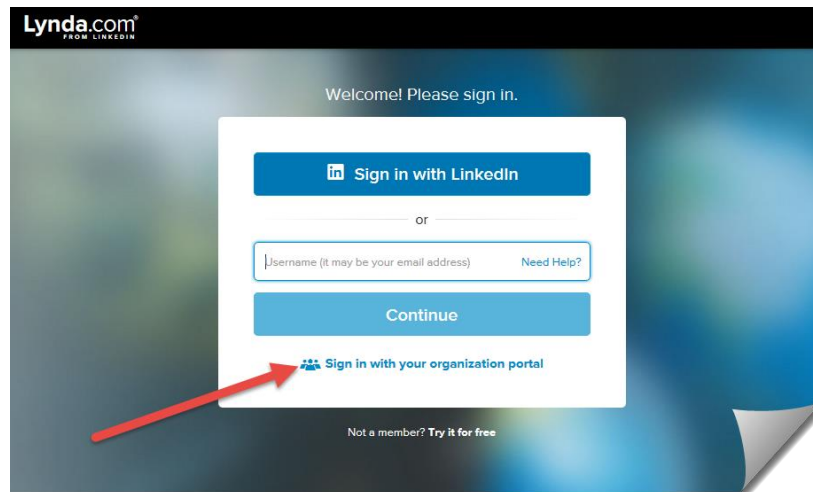 Lynda.com®
FROM LINKEDIN
Welcome! Please sign in.
in Sign in with LinkedIn
or
Username (it may be your email address) Need Help?
Continue
Sign in with your organization portal
Not a member? Try it for free